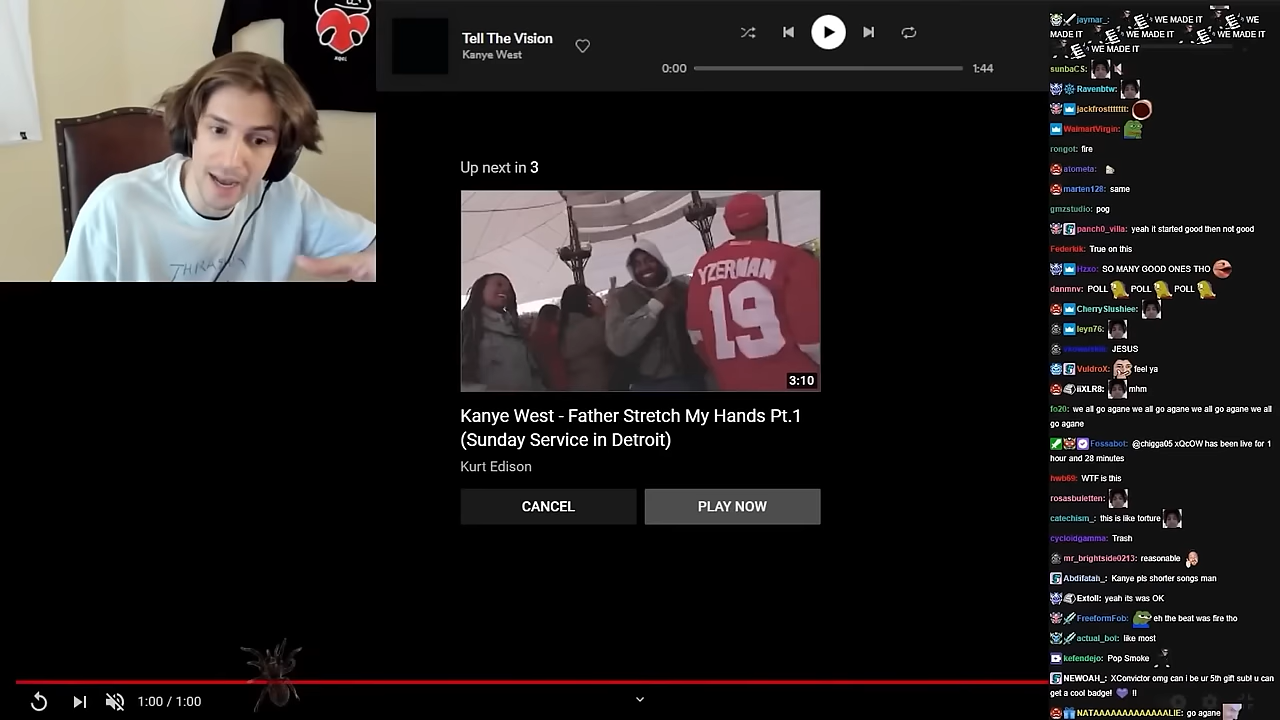 Tell The Vision
Kanye West
0:00
1:44
Up next in 3
YZERMAN
19
3:10
Kanye West - Father Stretch My Hands Pt.1
(Sunday Service in Detroit)
Kurt Edison
CANCEL
PLAY NOW
1:00 / 1:00
jaymar_: WE MADE IT WE
MADE IT WE MADE IT WE MADE IT
WE MADE IT
sunbaCS:
Ravenbtw:
jackfrosttttttt:
WalmartVirgin:
rongot: fire
atometa:
marten128: same
gmzstudio: pog
panch0_villa: yeah it started good then not good
Federkik: True on this
Hzxo: SO MANY GOOD ONES THO
danmnv: POLL POLL POLL
CherrySlushiee:
leyn76:
JESUS
VuldroX: feel ya
iiXLR8: mhm
fo20: we all go agane we all go agane we all go agane we all
go agane
Fossabot: @chigga05 xQcOW has been live for 1
hour and 28 minutes
hwb69: WTF is this
rosasbuletten:
catechism_: this is like torture
cycloidgamma: Trash
mr_brightside0213: reasonable
Abdifatah_: Kanye pls shorter songs man
Extoll: yeah its was OK
FreeformFob: eh the beat was fire tho
actual_bot: like most
kefendejo: Pop Smoke
NEWOAH_: XConvictor omg can i be ur 5th gift sub! u can
get a cool badge! !!
NATAAAAAAAAAAAALIE: go agane